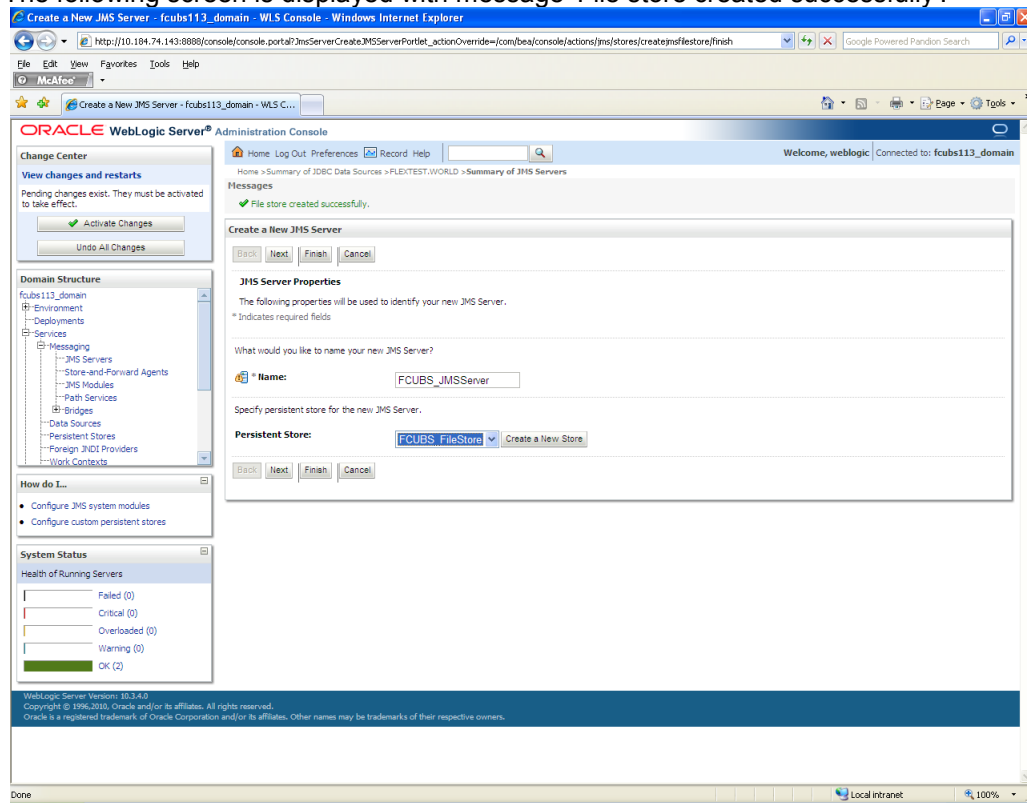 The following screen is displayed with message 'File store created successfully'.
Create a New JMS Server - fcubs113_domain - WLS Console - Windows Internet Explorer
http://10.184.74.143:8888/console/console.portal?JmsServerCreateJMSServerPortlet_actionOverride=/com/bea/console/actions/jms/stores/createjmsfilestore/finish
Google Powered Pandion Search
File Edit View Favorites Tools Help
McAfee
Create a New JMS Server - fcubs113_domain - WLS C...
Page Tools
ORACLE WebLogic Server® Administration Console
Change Center
View changes and restarts
Pending changes exist. They must be activated
to take effect.
Activate Changes
Undo All Changes
Domain Structure
fcubs113_domain
Environment
Deployments
Services
Messaging
JMS Servers
Store-and-Forward Agents
JMS Modules
Path Services
Bridges
Data Sources
Persistent Stores
Foreign JNDI Providers
Work Contexts
How do I...
Configure JMS system modules
Configure custom persistent stores
System Status
Health of Running Servers
Failed (0)
Critical (0)
Overloaded (0)
Warning (0)
OK (2)
Home Log Out Preferences Record Help
Welcome, weblogic Connected to: fcubs113_domain
Home >Summary of JDBC Data Sources >FLEXTEST.WORLD >Summary of JMS Servers
Messages
File store created successfully.
Create a New JMS Server
Back Next Finish Cancel
JMS Server Properties
The following properties will be used to identify your new JMS Server.
* Indicates required fields
What would you like to name your new JMS Server?
* Name: FCUBS_JMSServer
Specify persistent store for the new JMS Server.
Persistent Store: FCUBS_FileStore Create a New Store
Back Next Finish Cancel
WebLogic Server Version: 10.3.4.0
Copyright © 1996,2010, Oracle and/or its affiliates. All rights reserved.
Oracle is a registered trademark of Oracle Corporation and/or its affiliates. Other names may be trademarks of their respective owners.
Done
Local intranet
100%